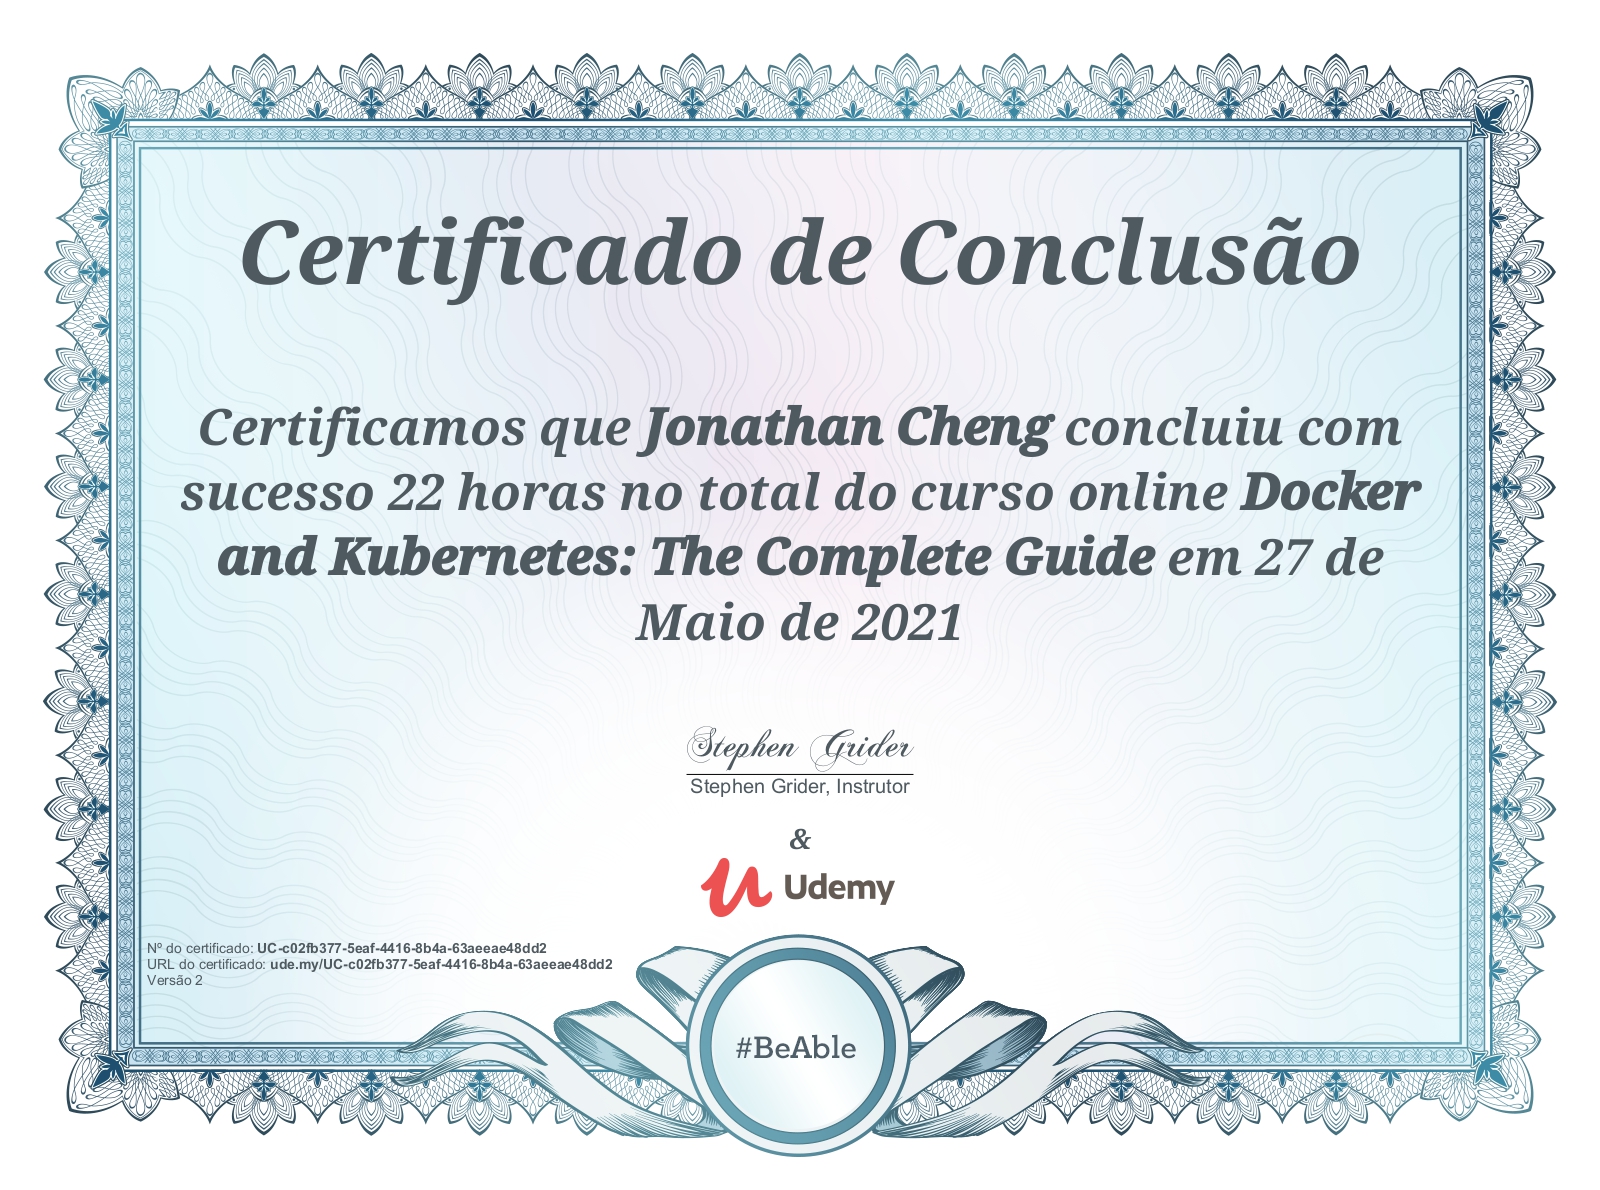 Certificado de Conclusão
Certificamos que Jonathan Cheng concluiu com
sucesso 22 horas no total do curso online Docker
and Kubernetes: The Complete Guide em 27 de
Maio de 2021
Stephen Grider
Stephen Grider, Instrutor
&
Udemy
Nº do certificado: UC-c02fb377-5eaf-4416-8b4a-63aeeae48dd2
URL do certificado: ude.my/UC-c02fb377-5eaf-4416-8b4a-63aeeae48dd2
Versão 2
#BeAble